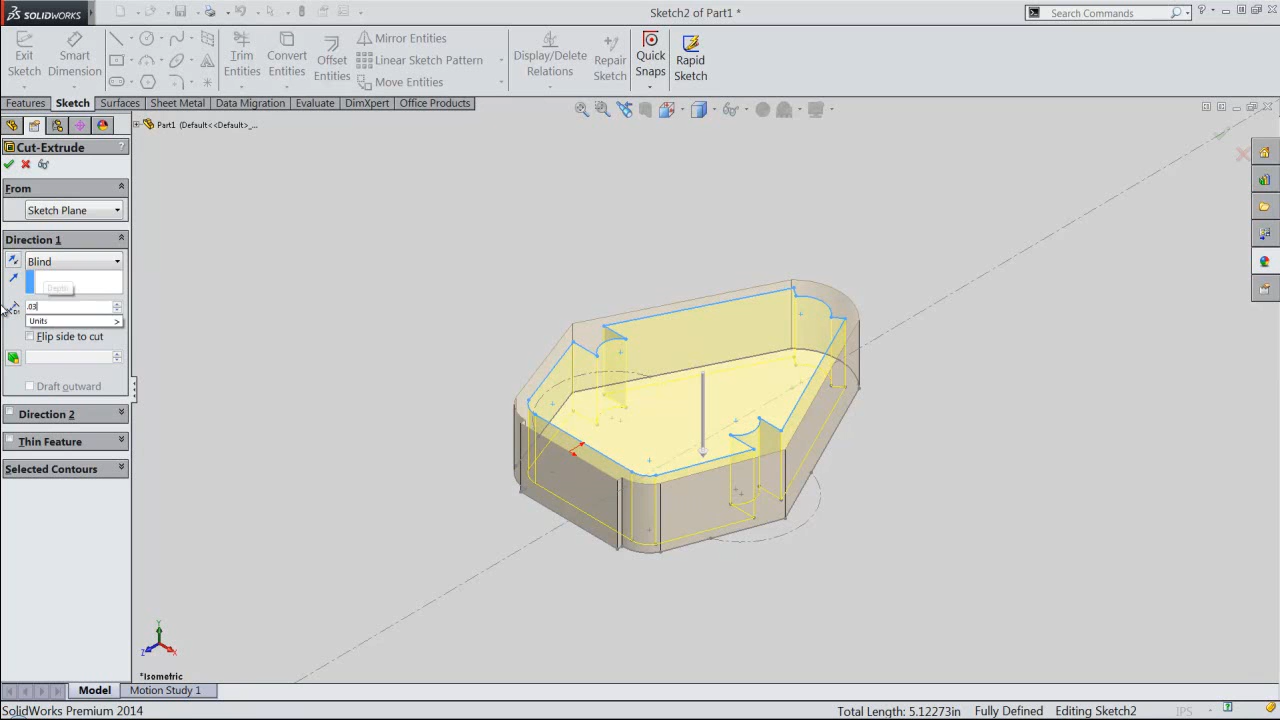 SOLIDWORKS
Sketch2 of Part1 *
Search Commands
Exit Sketch
Smart Dimension
Trim Entities
Convert Entities
Offset Entities
Mirror Entities
Linear Sketch Pattern
Move Entities
Display/Delete Relations
Repair Sketch
Quick Snaps
Rapid Sketch
Features Sketch Surfaces Sheet Metal Data Migration Evaluate DimXpert Office Products
Part1 (Default<<Default>_...
Cut-Extrude
?
From
Sketch Plane
Direction 1
Blind
Depth
.03
Units >
Flip side to cut
Draft outward
Direction 2
Thin Feature
Selected Contours
Y
Z X
*Isometric
Model Motion Study 1
SolidWorks Premium 2014
Total Length: 5.12273in Fully Defined Editing Sketch2 IPS